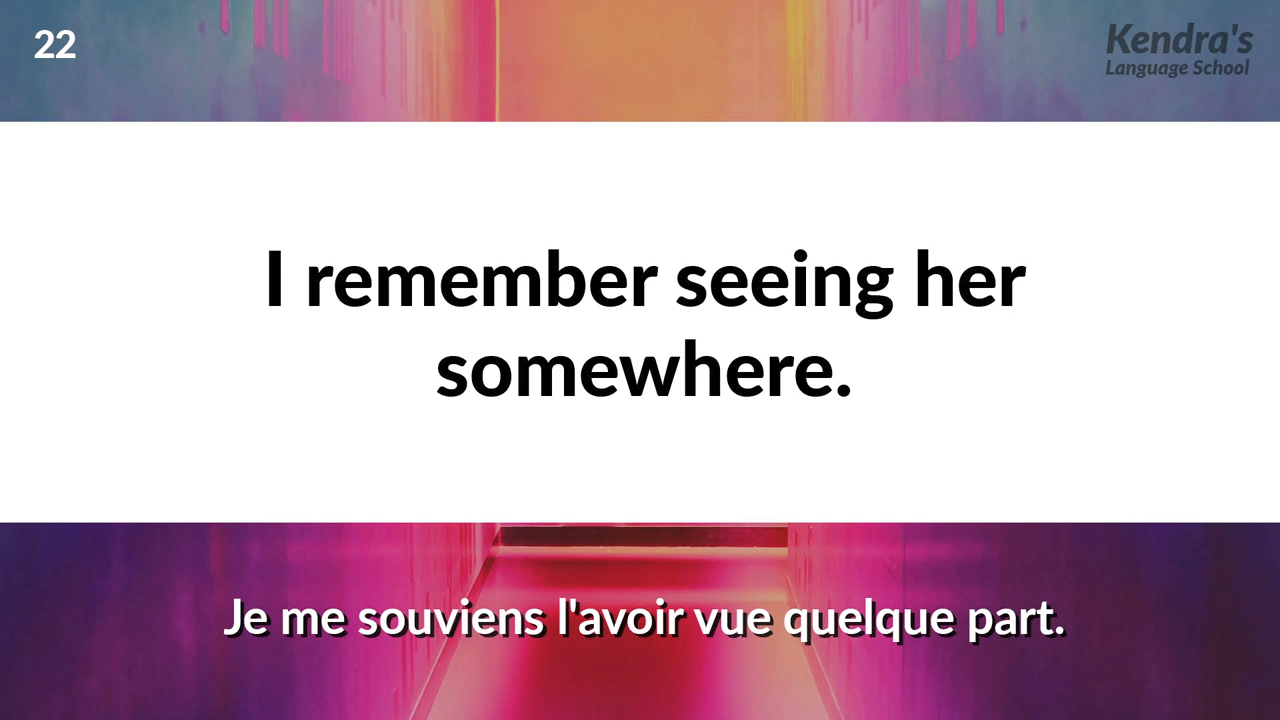 22
Kendra's
Language School
I remember seeing her
somewhere.
Je me souviens l'avoir vue quelque part.